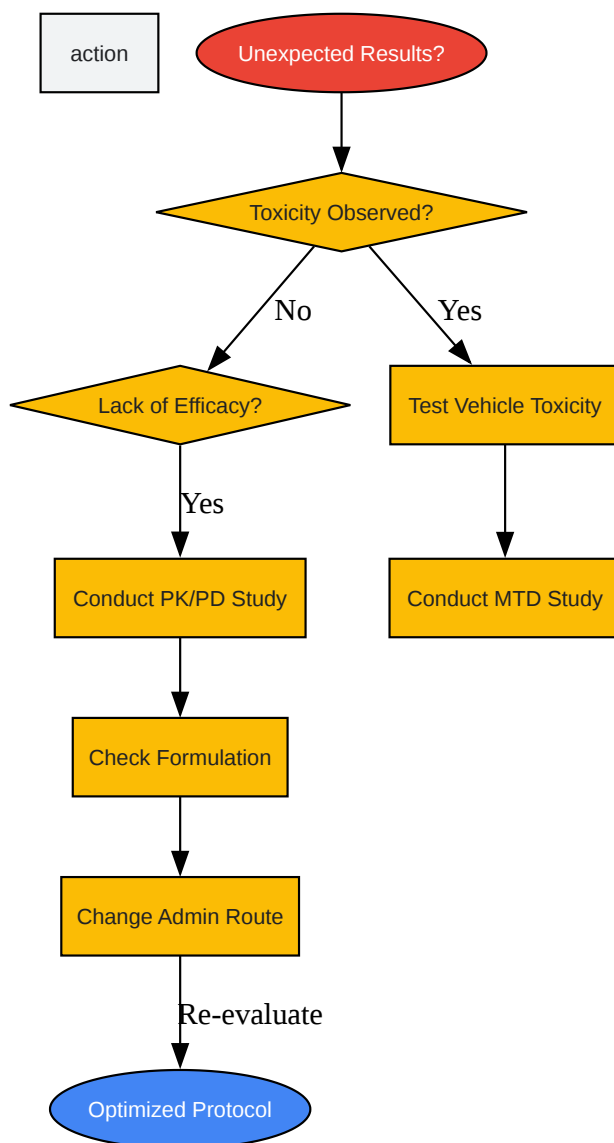 action
Unexpected Results?
Toxicity Observed?
No
Yes
Lack of Efficacy?
Test Vehicle Toxicity
Yes
Conduct PK/PD Study
Conduct MTD Study
Check Formulation
Change Admin Route
Re-evaluate
Optimized Protocol